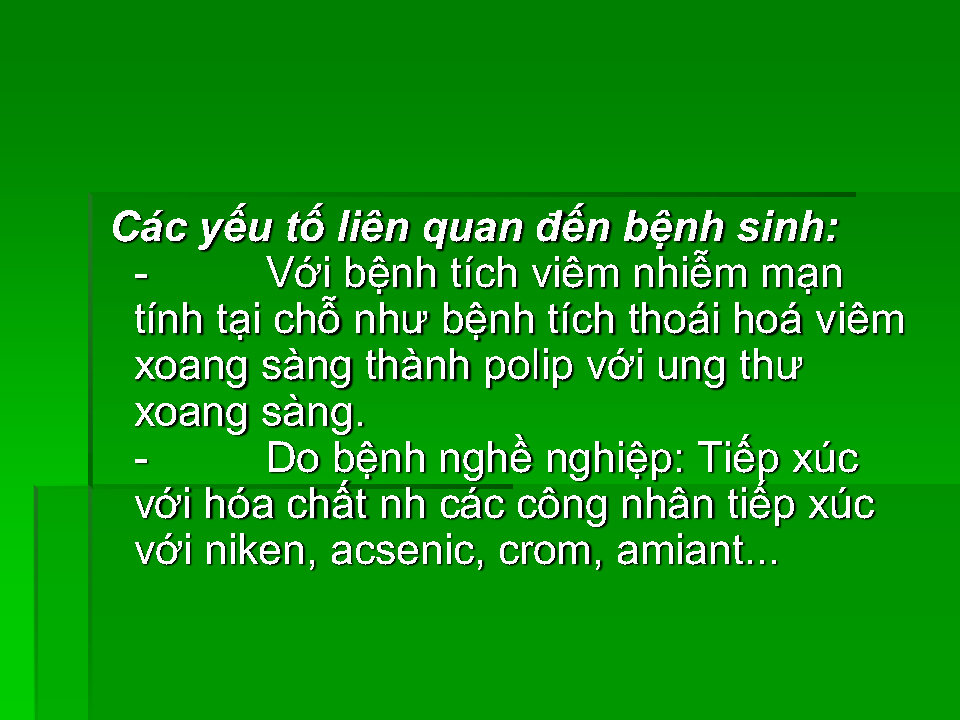 Các yếu tố liên quan đến bệnh sinh:
- Với bệnh tích viêm nhiễm mạn
tính tại chỗ như bệnh tích thoái hoá viêm
xoang sàng thành polip với ung thư
xoang sàng.
- Do bệnh nghề nghiệp: Tiếp xúc
với hóa chất nh các công nhân tiếp xúc
với niken, acsenic, crom, amiant...